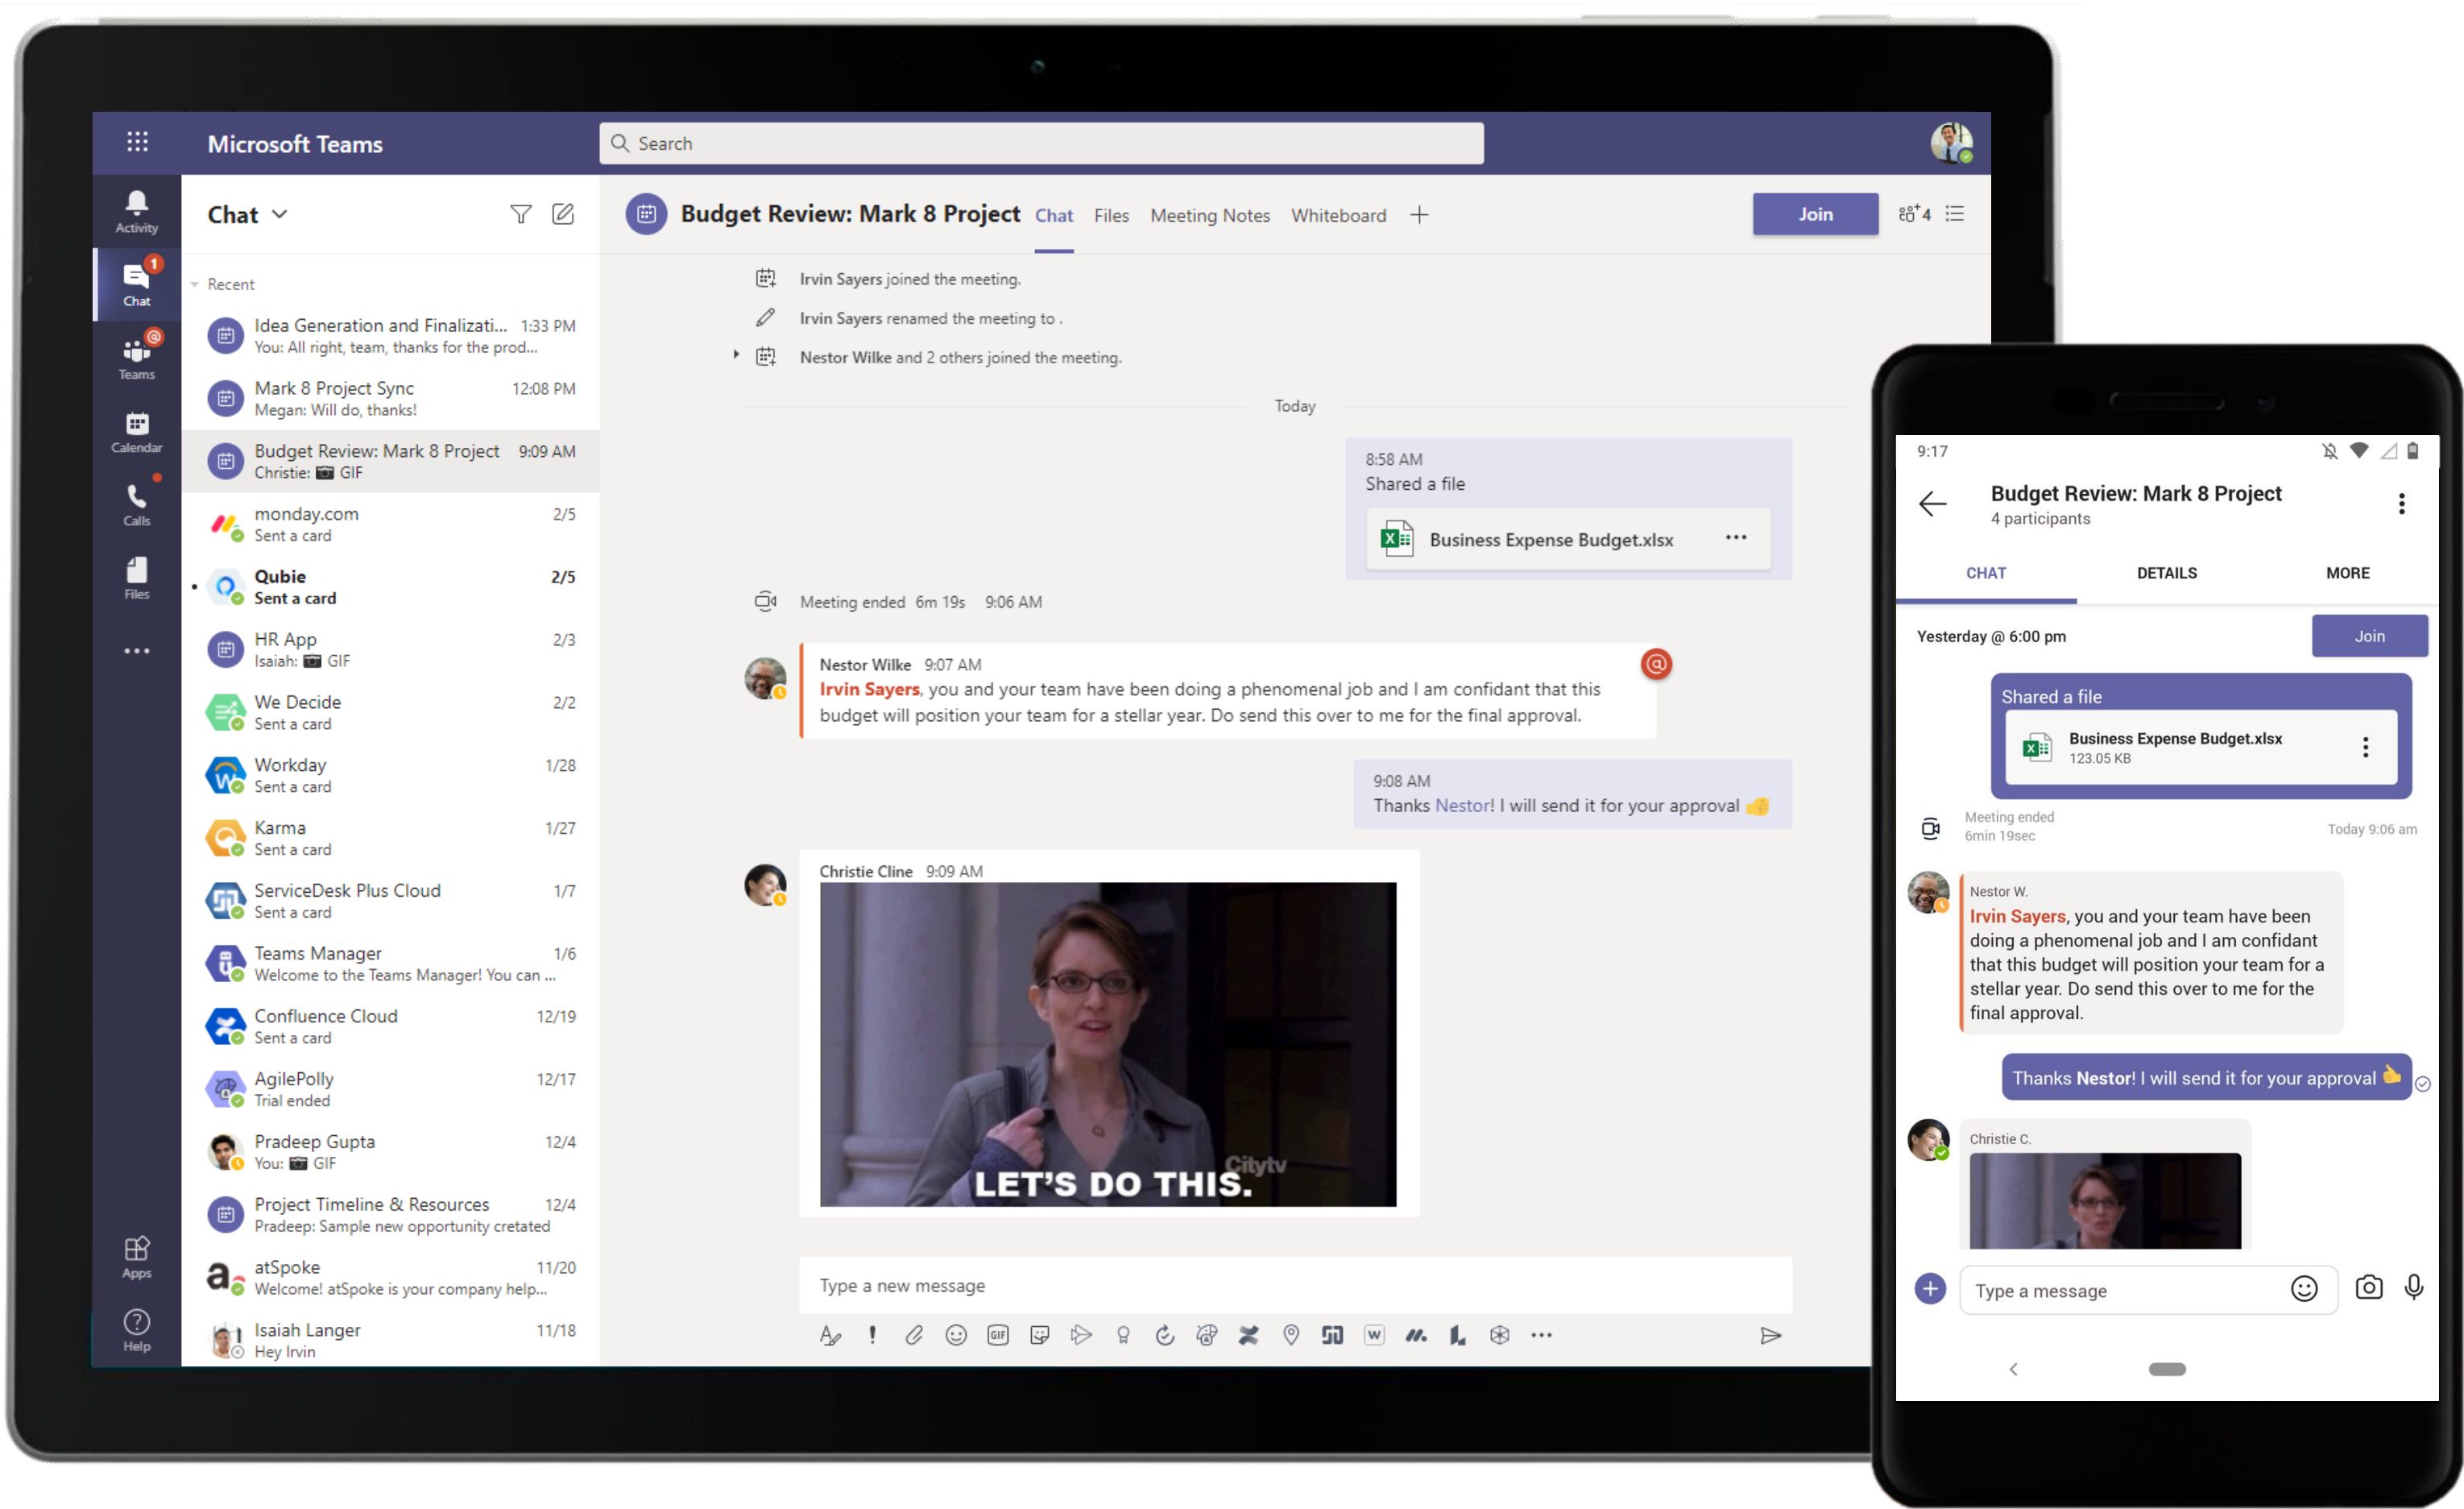 Microsoft Teams
Search
Activity
1
Chat
@
Teams
Calendar
Calls
Files
Apps
Help
Chat
Recent
Idea Generation and Finalizati... 1:33 PM
You: All right, team, thanks for the prod...
Mark 8 Project Sync 12:08 PM
Megan: Will do, thanks!
Budget Review: Mark 8 Project 9:09 AM
Christie: 📷 GIF
monday.com 2/5
Sent a card
Qubie 2/5
Sent a card
HR App 2/3
Isaiah: 📷 GIF
We Decide 2/2
Sent a card
Workday 1/28
Sent a card
Karma 1/27
Sent a card
ServiceDesk Plus Cloud 1/7
Sent a card
Teams Manager 1/6
Welcome to the Teams Manager! You can ...
Confluence Cloud 12/19
Sent a card
AgilePolly 12/17
Trial ended
Pradeep Gupta 12/4
You: 📷 GIF
Project Timeline & Resources 12/4
Pradeep: Sample new opportunity cretated
atSpoke 11/20
Welcome! atSpoke is your company help...
Isaiah Langer 11/18
Hey Irvin
Budget Review: Mark 8 Project Chat Files Meeting Notes Whiteboard + Join 4
Irvin Sayers joined the meeting.
Irvin Sayers renamed the meeting to .
Nestor Wilke and 2 others joined the meeting.
Today
8:58 AM
Shared a file
Business Expense Budget.xlsx ...
Meeting ended 6m 19s 9:06 AM
Nestor Wilke 9:07 AM
@
Irvin Sayers, you and your team have been doing a phenomenal job and I am confidant that this
budget will position your team for a stellar year. Do send this over to me for the final approval.
9:08 AM
Thanks Nestor! I will send it for your approval 👍
Christie Cline 9:09 AM
Citytv
LET'S DO THIS.
Type a new message
GIF
W
9:17
Budget Review: Mark 8 Project
4 participants
CHAT DETAILS MORE
Yesterday @ 6:00 pm Join
Shared a file
Business Expense Budget.xlsx
123.05 KB
Meeting ended
6min 19sec Today 9:06 am
Nestor W.
Irvin Sayers, you and your team have been
doing a phenomenal job and I am confidant
that this budget will position your team for a
stellar year. Do send this over to me for the
final approval.
Thanks Nestor! I will send it for your approval 👍
Christie C.
Type a message